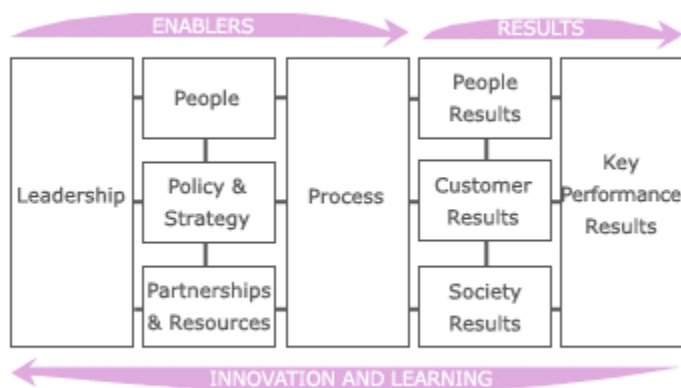 ENABLERS
RESULTS
Leadership
People
Policy &
Strategy
Partnerships
& Resources
Process
People
Results
Customer
Results
Society
Results
Key
Performance
Results
INNOVATION AND LEARNING